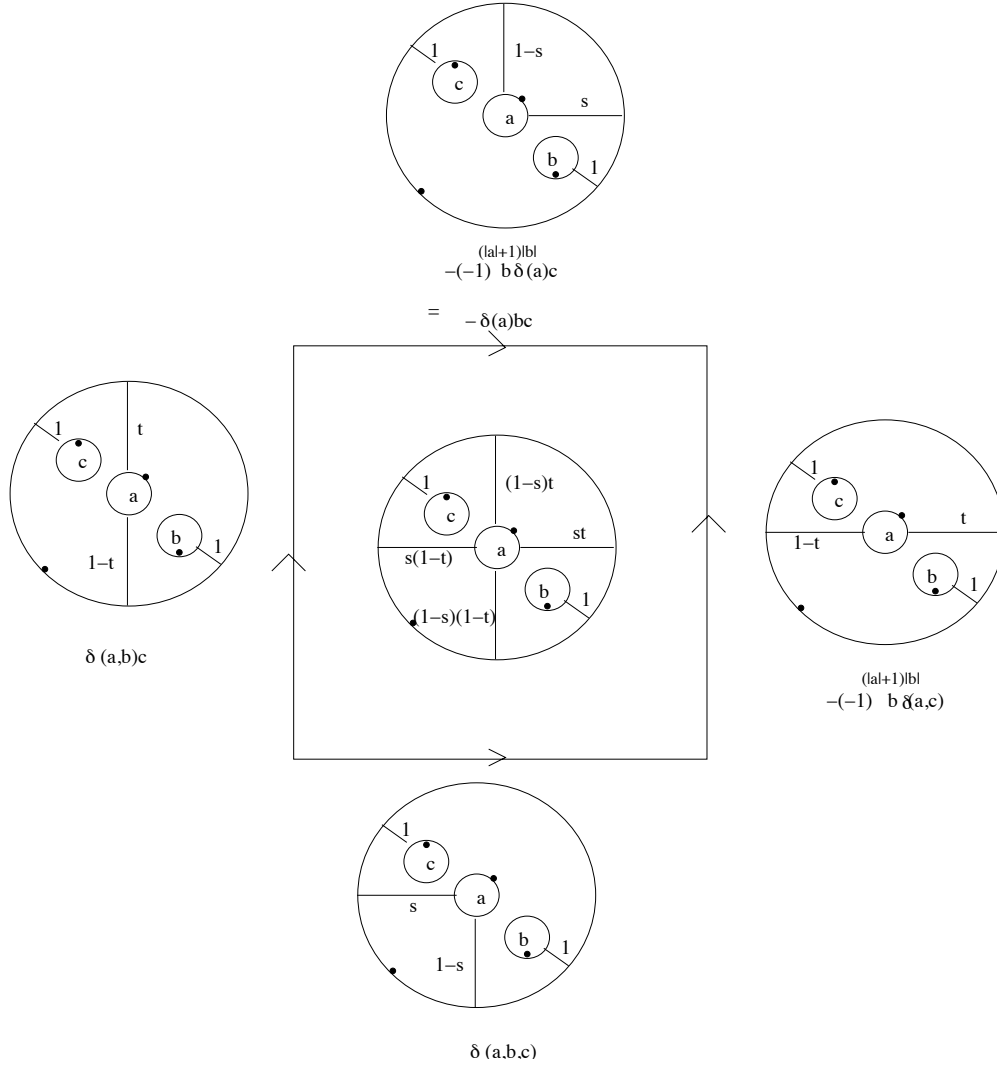 1
1−s
c
a
s
b
1
(|a|+1)|b|
−(−1) b δ (a)c
=
− δ(a)bc
1
t
c
a
b
1
1−t
δ (a,b)c
1
(1−s)t
c
a
st
s(1−t)
b
1
(1−s)(1−t)
1
c
t
1−t
a
b
1
(|a|+1)|b|
−(−1) b δ(a,c)
1
c
a
s
b
1
1−s
δ (a,b,c)